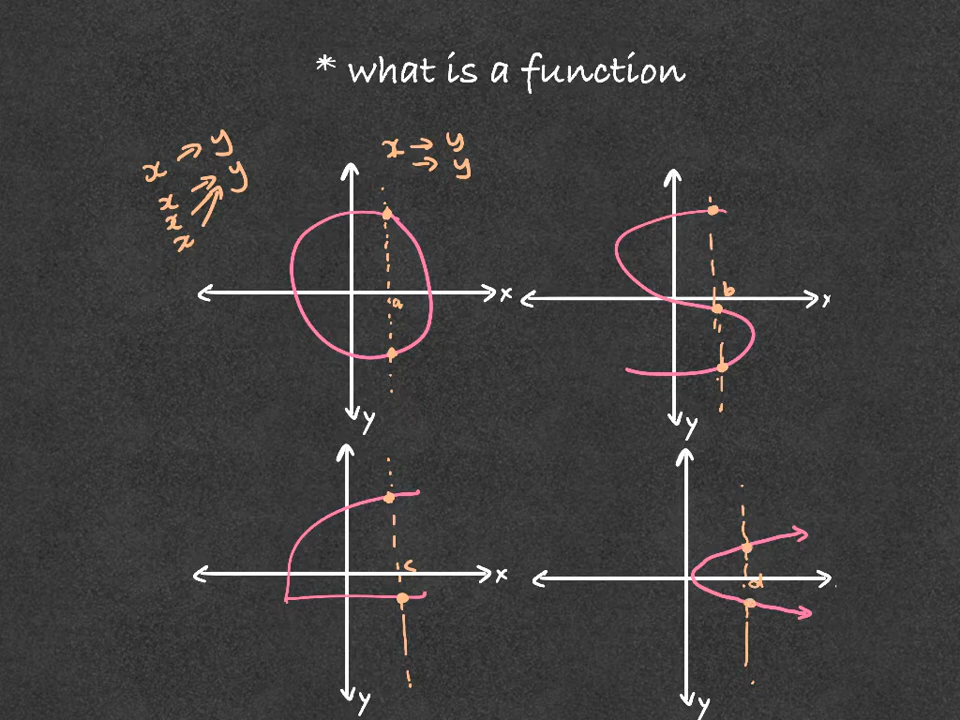 * what is a function
x → y
x → y
→ y
x → y
x
x
a
x
y
b
x
y
c
x
y
d
y